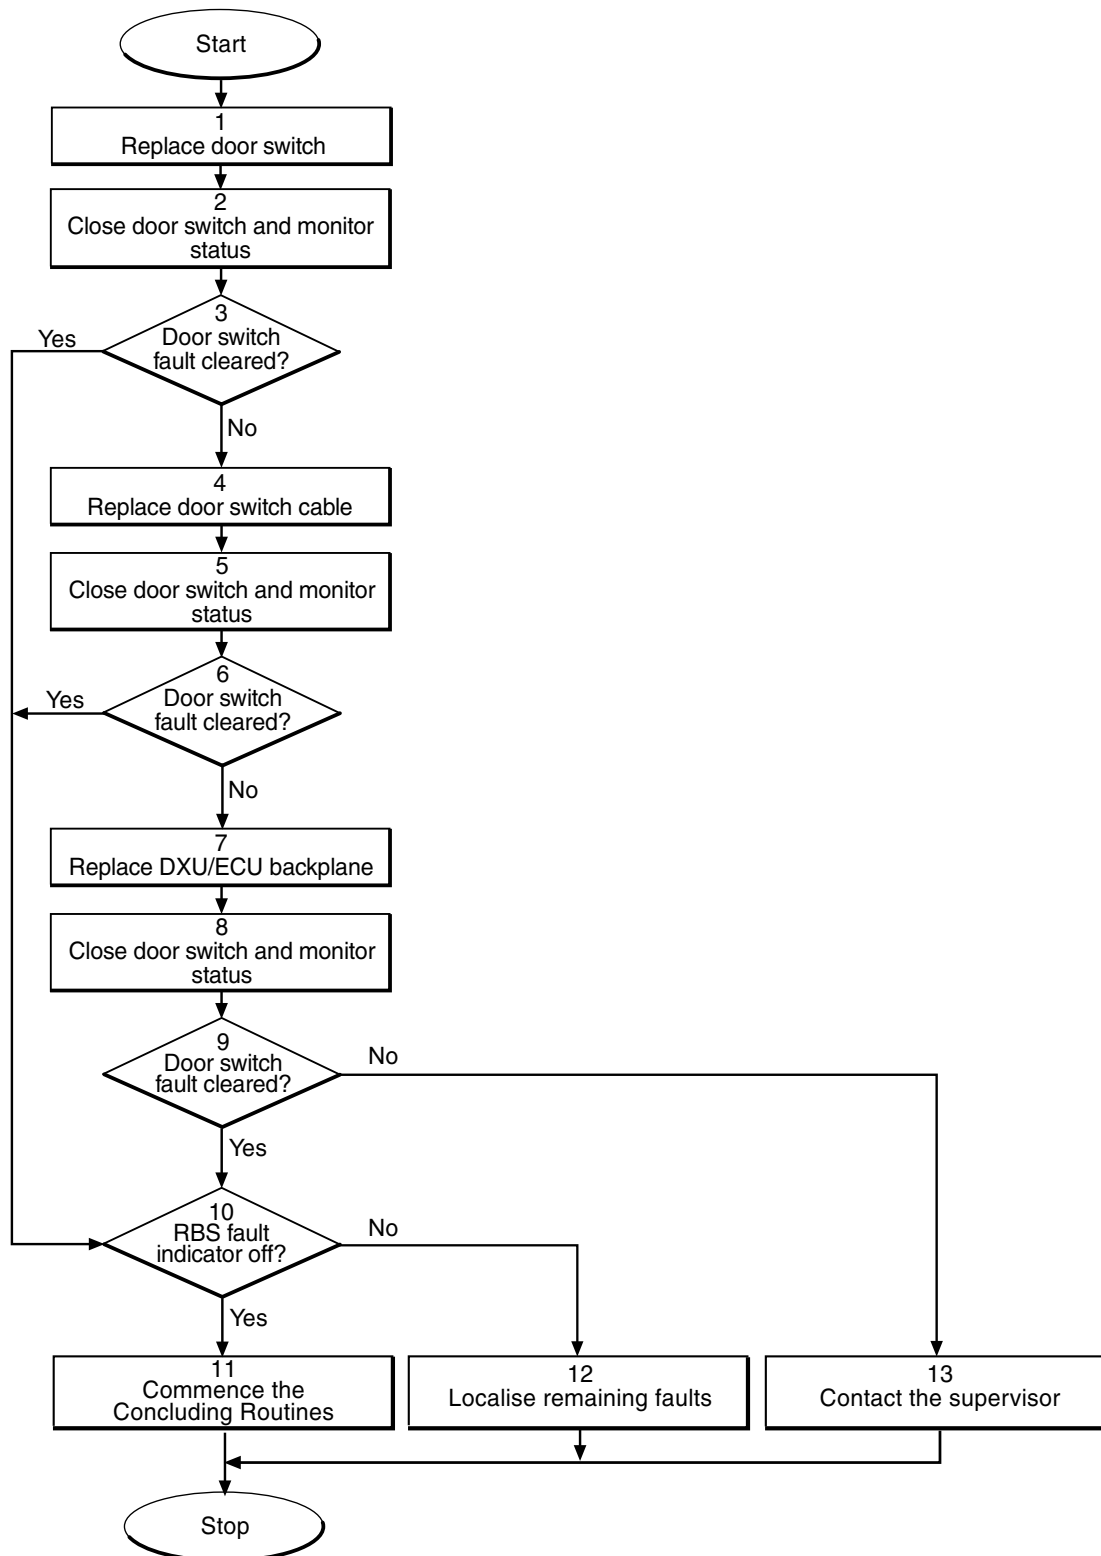 Start
1
Replace door switch
2
Close door switch and monitor
status
3
Door switch
fault cleared?
Yes
No
4
Replace door switch cable
5
Close door switch and monitor
status
6
Door switch
fault cleared?
Yes
No
7
Replace DXU/ECU backplane
8
Close door switch and monitor
status
9
Door switch
fault cleared?
No
Yes
10
RBS fault
indicator off?
No
Yes
11
Commence the
Concluding Routines
12
Localise remaining faults
13
Contact the supervisor
Stop